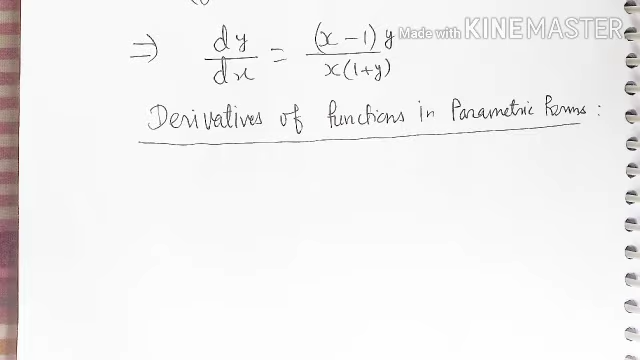 ⇒ dy/dx = (x - 1) y / x(1+y)
Made with KINEMASTER
Derivatives of functions in Parametric Forms :